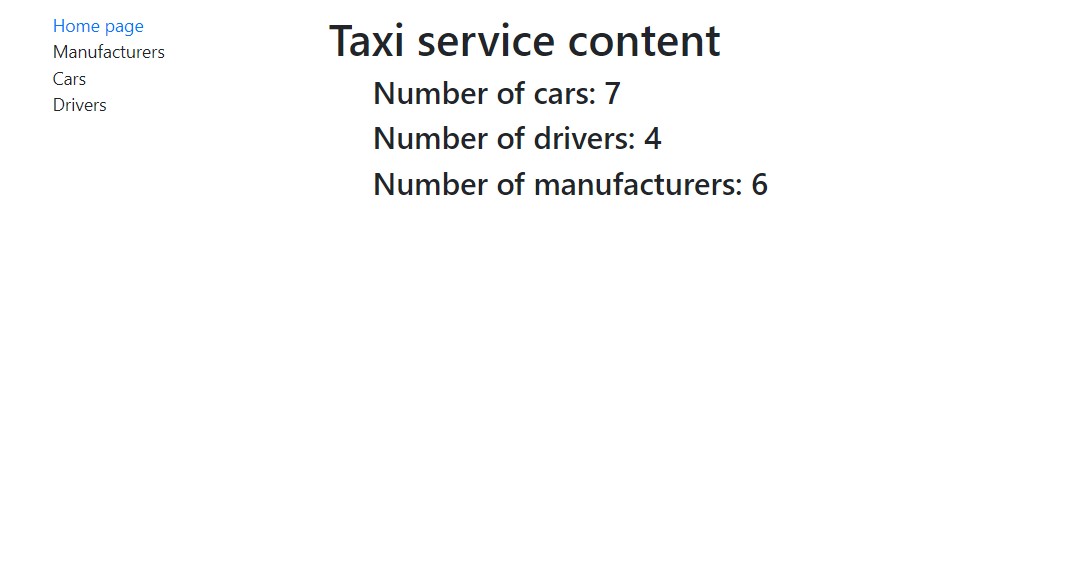 Home page
Manufacturers
Cars
Drivers
Taxi service content
Number of cars: 7
Number of drivers: 4
Number of manufacturers: 6